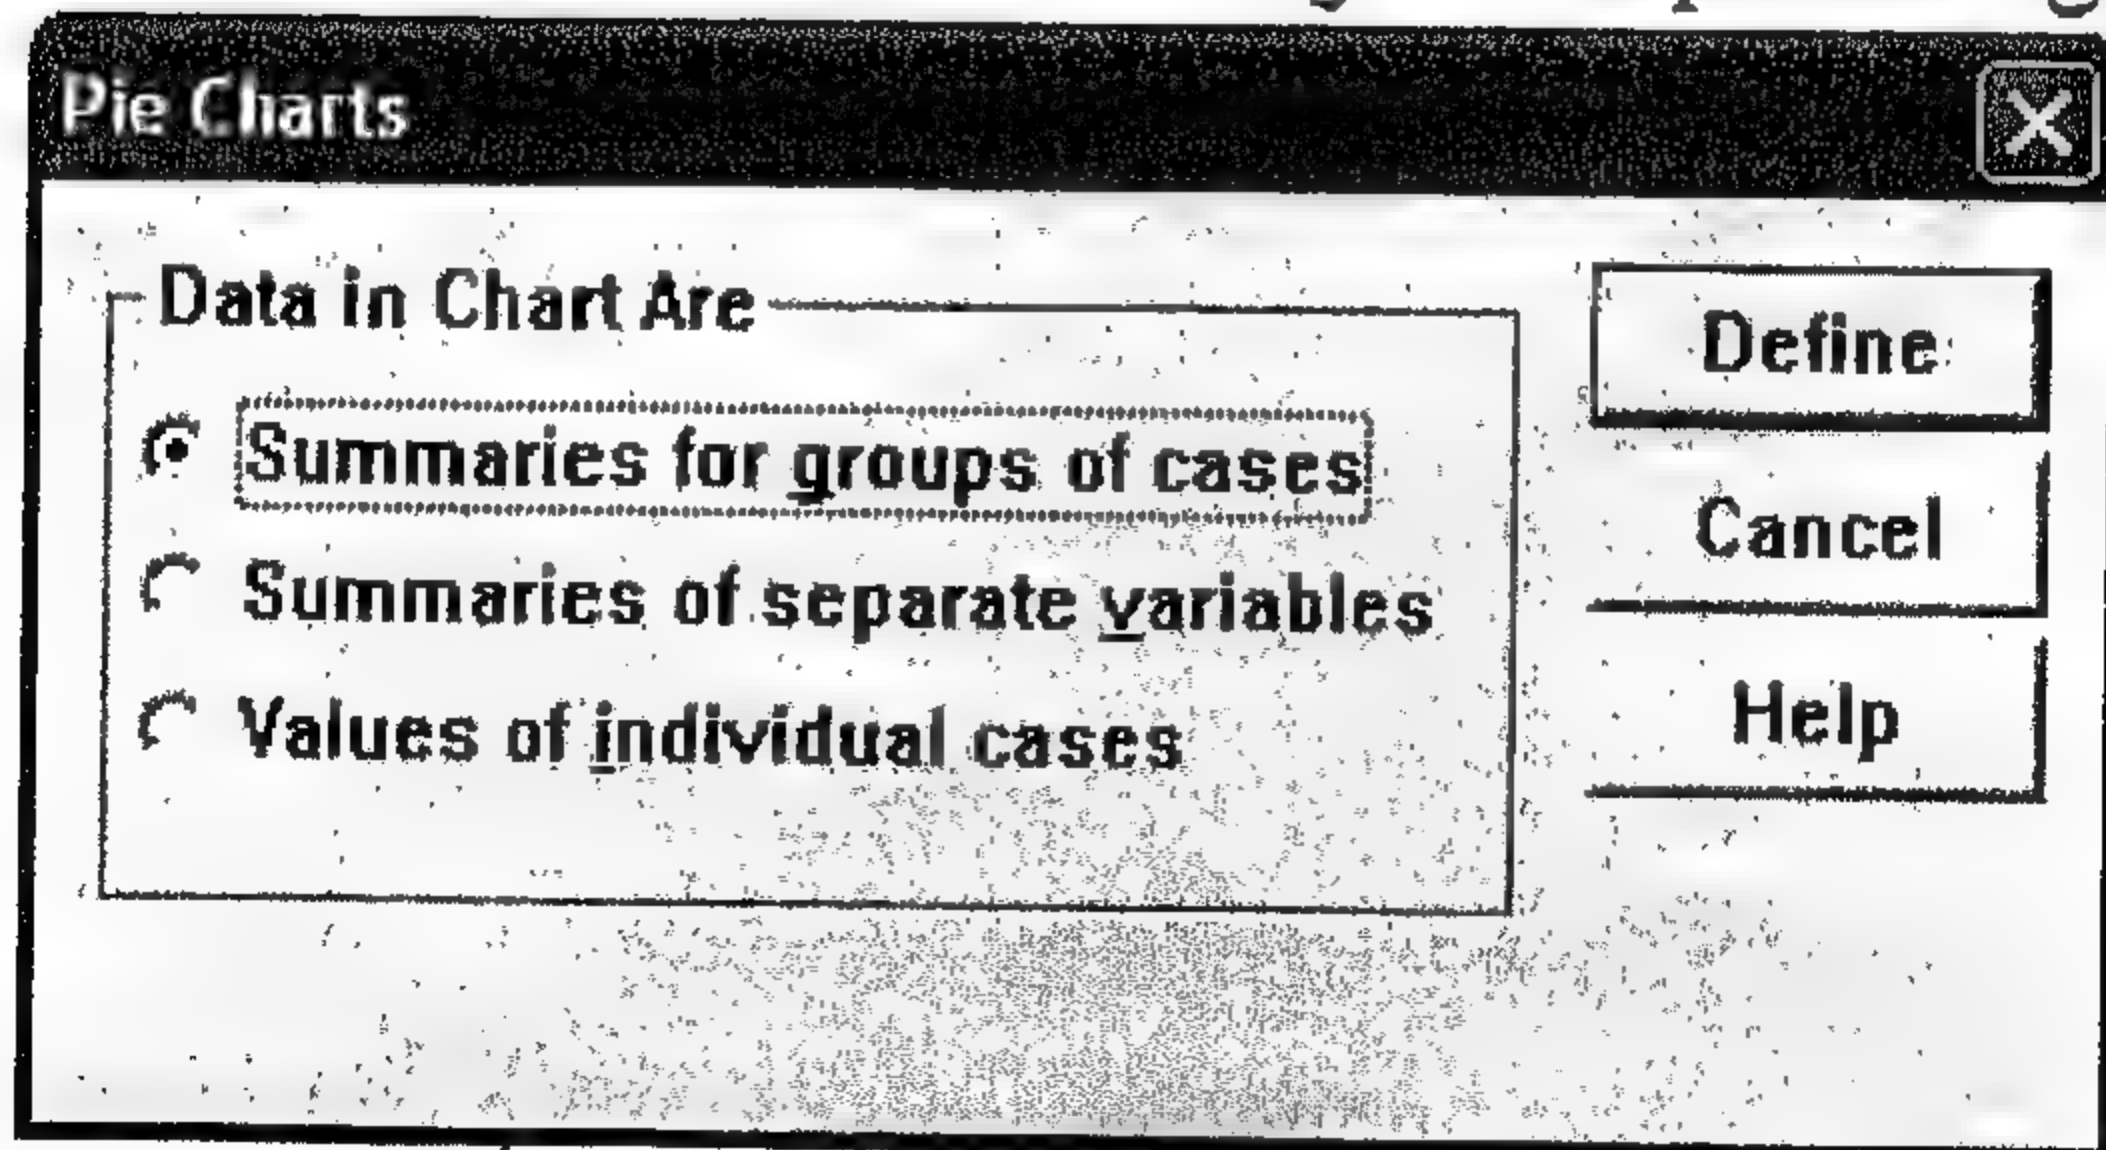 Pie Charts
Data in Chart Are
Summaries for groups of cases
Summaries of separate variables
Values of individual cases
Define
Cancel
Help